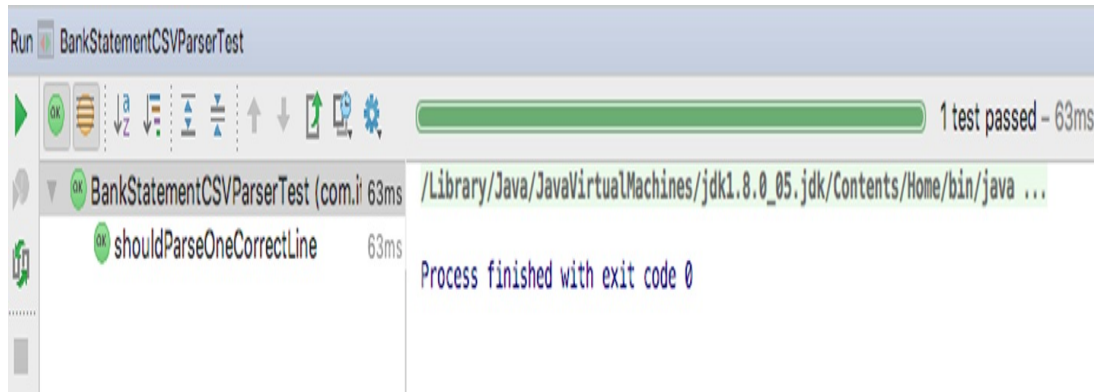 Run BankStatementCSVParserTest
1 test passed – 63ms
BankStatementCSVParserTest (com.it 63ms
/Library/Java/JavaVirtualMachines/jdk1.8.0_05.jdk/Contents/Home/bin/java ...
shouldParseOneCorrectLine 63ms
Process finished with exit code 0